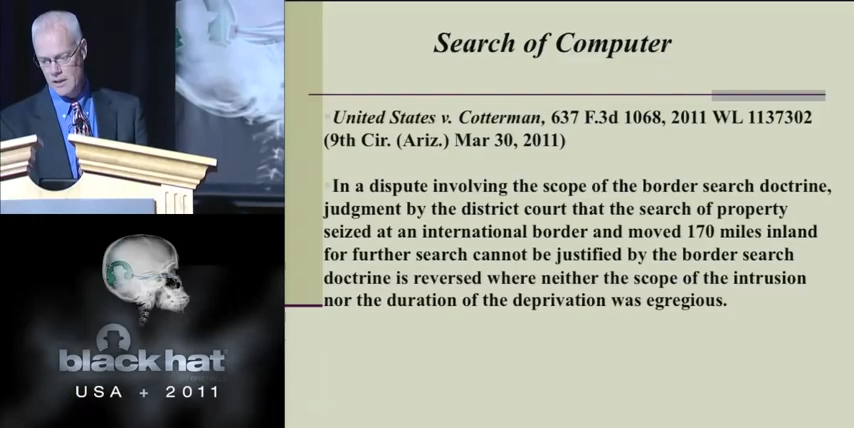 Search of Computer
United States v. Cotterman, 637 F.3d 1068, 2011 WL 1137302
(9th Cir. (Ariz.) Mar 30, 2011)
In a dispute involving the scope of the border search doctrine,
judgment by the district court that the search of property
seized at an international border and moved 170 miles inland
for further search cannot be justified by the border search
doctrine is reversed where neither the scope of the intrusion
nor the duration of the deprivation was egregious.
black hat
USA + 2011